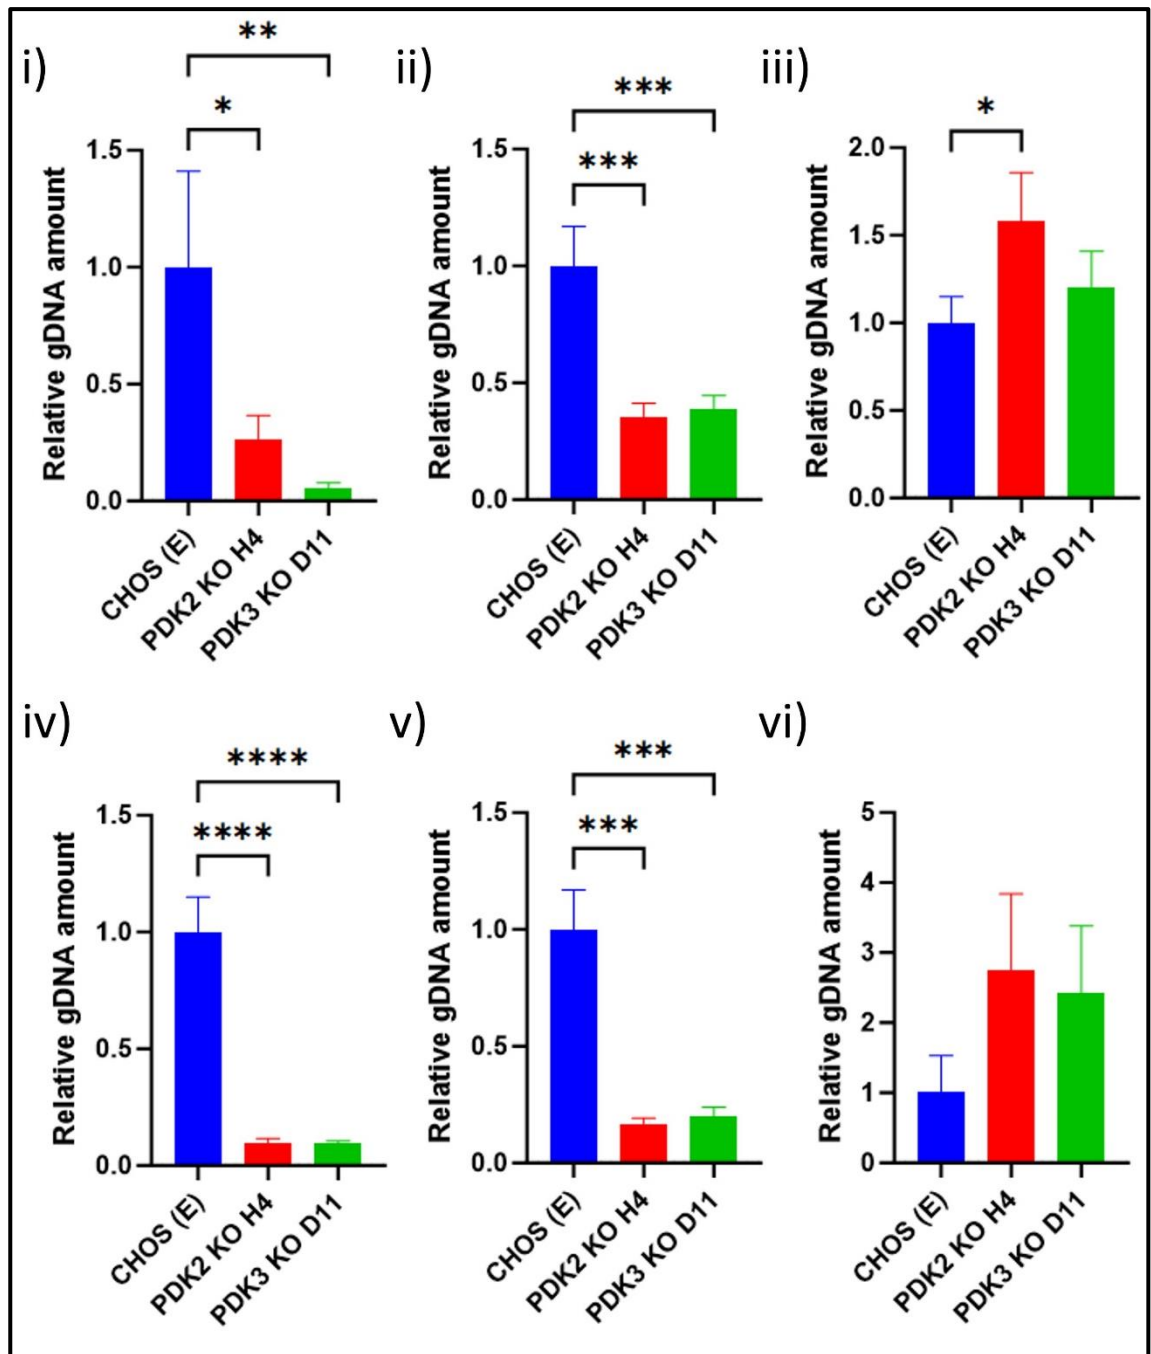 i)
**
*
Relative gDNA amount
1.5
1.0
0.5
0.0
CHOS (E)
PDK2 KO H4
PDK3 KO D11
ii)
***
***
Relative gDNA amount
1.5
1.0
0.5
0.0
CHOS (E)
PDK2 KO H4
PDK3 KO D11
iii)
*
Relative gDNA amount
2.0
1.5
1.0
0.5
0.0
CHOS (E)
PDK2 KO H4
PDK3 KO D11
iv)
****
****
Relative gDNA amount
1.5
1.0
0.5
0.0
CHOS (E)
PDK2 KO H4
PDK3 KO D11
v)
***
***
Relative gDNA amount
1.5
1.0
0.5
0.0
CHOS (E)
PDK2 KO H4
PDK3 KO D11
vi)
Relative gDNA amount
5
4
3
2
1
0
CHOS (E)
PDK2 KO H4
PDK3 KO D11